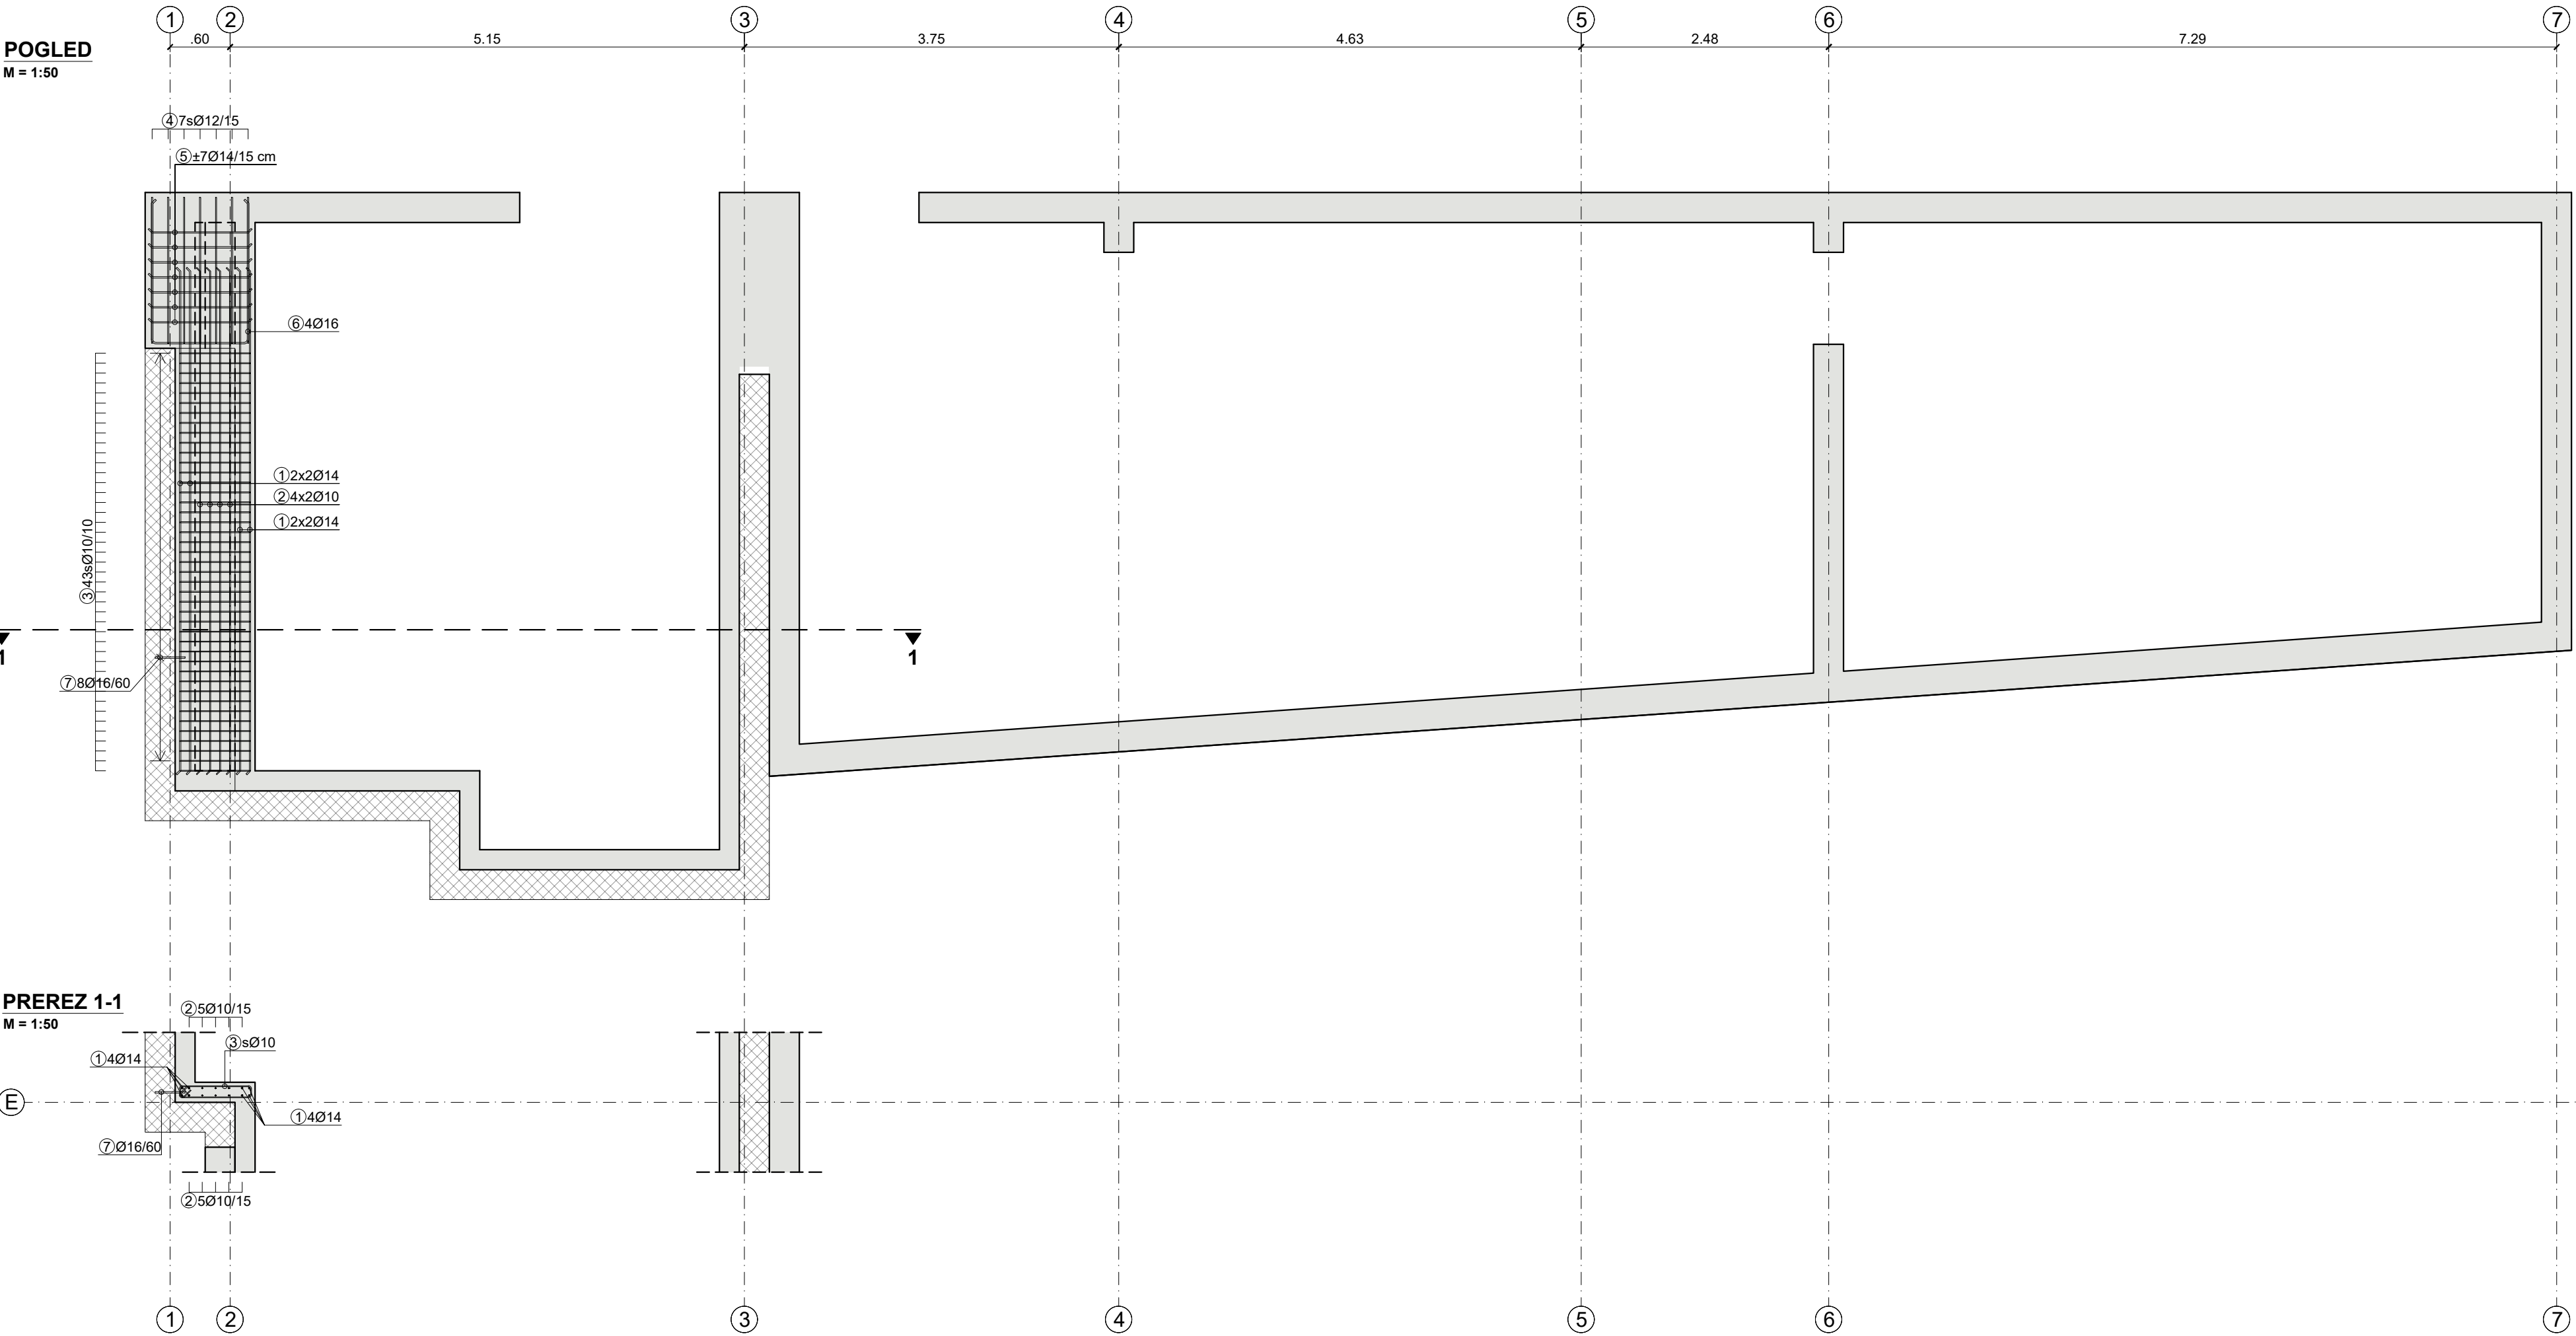 1 2 3 4 5 6 7
POGLED
M = 1:50
.60 5.15 3.75 4.63 2.48 7.29
④7sØ12/15
⑤±7Ø14/15 cm
⑥4Ø16
①2x2Ø14
②4x2Ø10
①2x2Ø14
③43sØ10/10
1 1
⑦8Ø16/60
PREREZ 1-1
M = 1:50
②5Ø10/15
③sØ10
①4Ø14
E
①4Ø14
⑦Ø16/60
②5Ø10/15
1 2 3 4 5 6 7